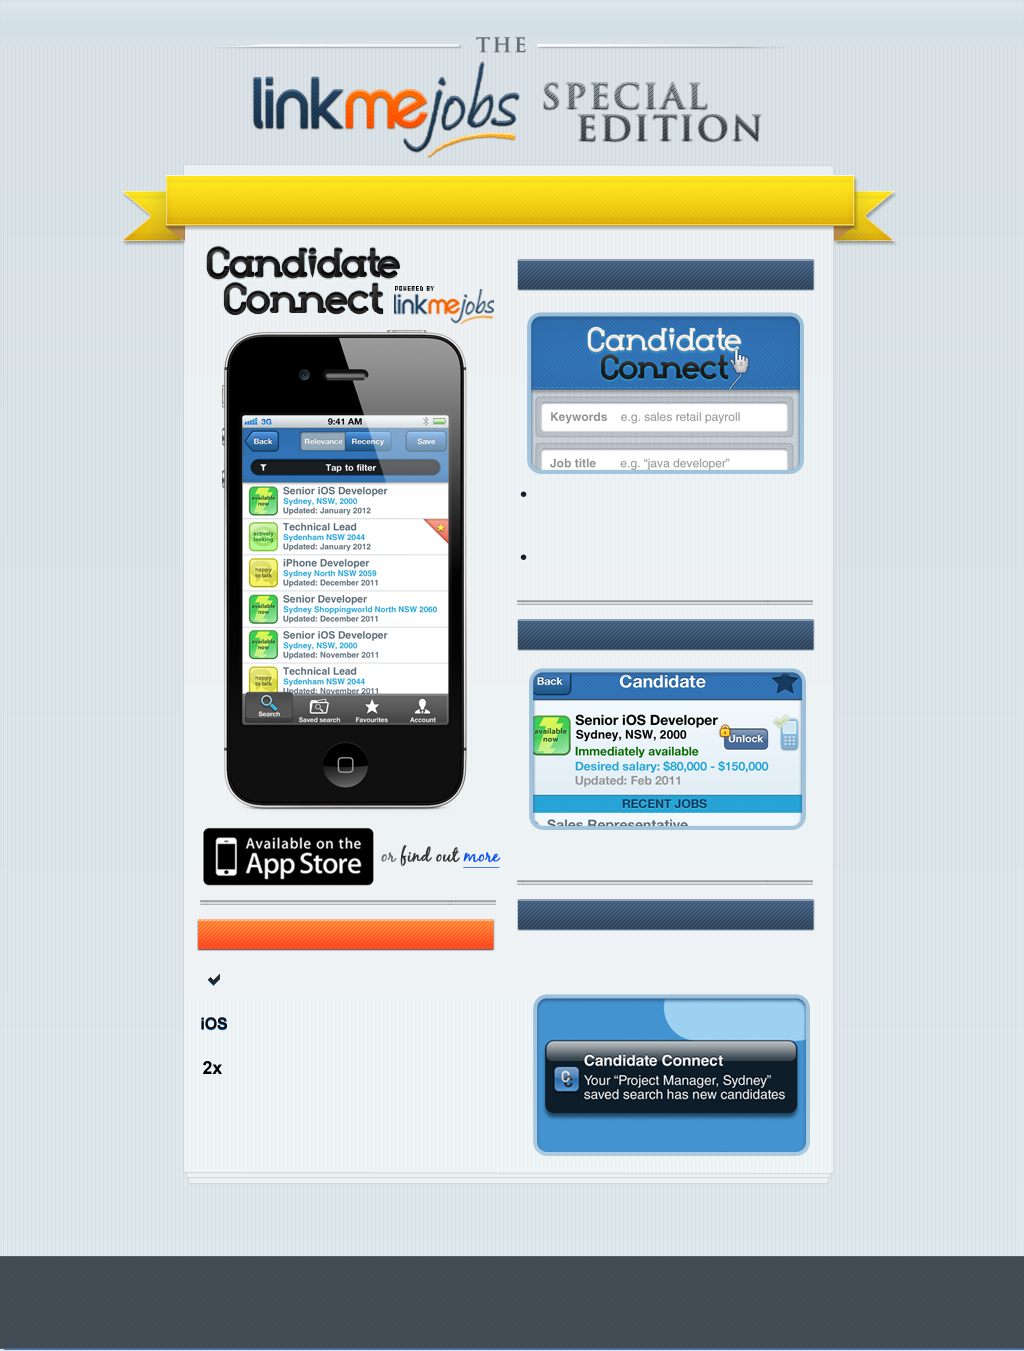 THE
linkmejobs SPECIAL
EDITION
Candidate
Connect
POWERED BY
linkmejobs
3G 9:41 AM
Back Relevance Recency Save
Tap to filter
available now
Senior iOS Developer
Sydney, NSW, 2000
Updated: January 2012
actively looking
Technical Lead
Sydenham NSW 2044
Updated: January 2012
happy to talk
iPhone Developer
Sydney North NSW 2059
Updated: December 2011
available now
Senior Developer
Sydney Shoppingworld North NSW 2060
Updated: December 2011
available now
Senior iOS Developer
Sydney, NSW, 2000
Updated: November 2011
happy to talk
Technical Lead
Sydenham NSW 2044
Updated: November 2011
Search Saved search Favourites Account
Available on the
App Store
or find out more
iOS
2x
Candidate
Connect
Keywords e.g. sales retail payroll
Job title e.g. “java developer”
Back Candidate
available now
Senior iOS Developer
Sydney, NSW, 2000
Unlock
Immediately available
Desired salary: $80,000 - $150,000
Updated: Feb 2011
RECENT JOBS
Sales Representative
Candidate Connect
Your “Project Manager, Sydney”
saved search has new candidates